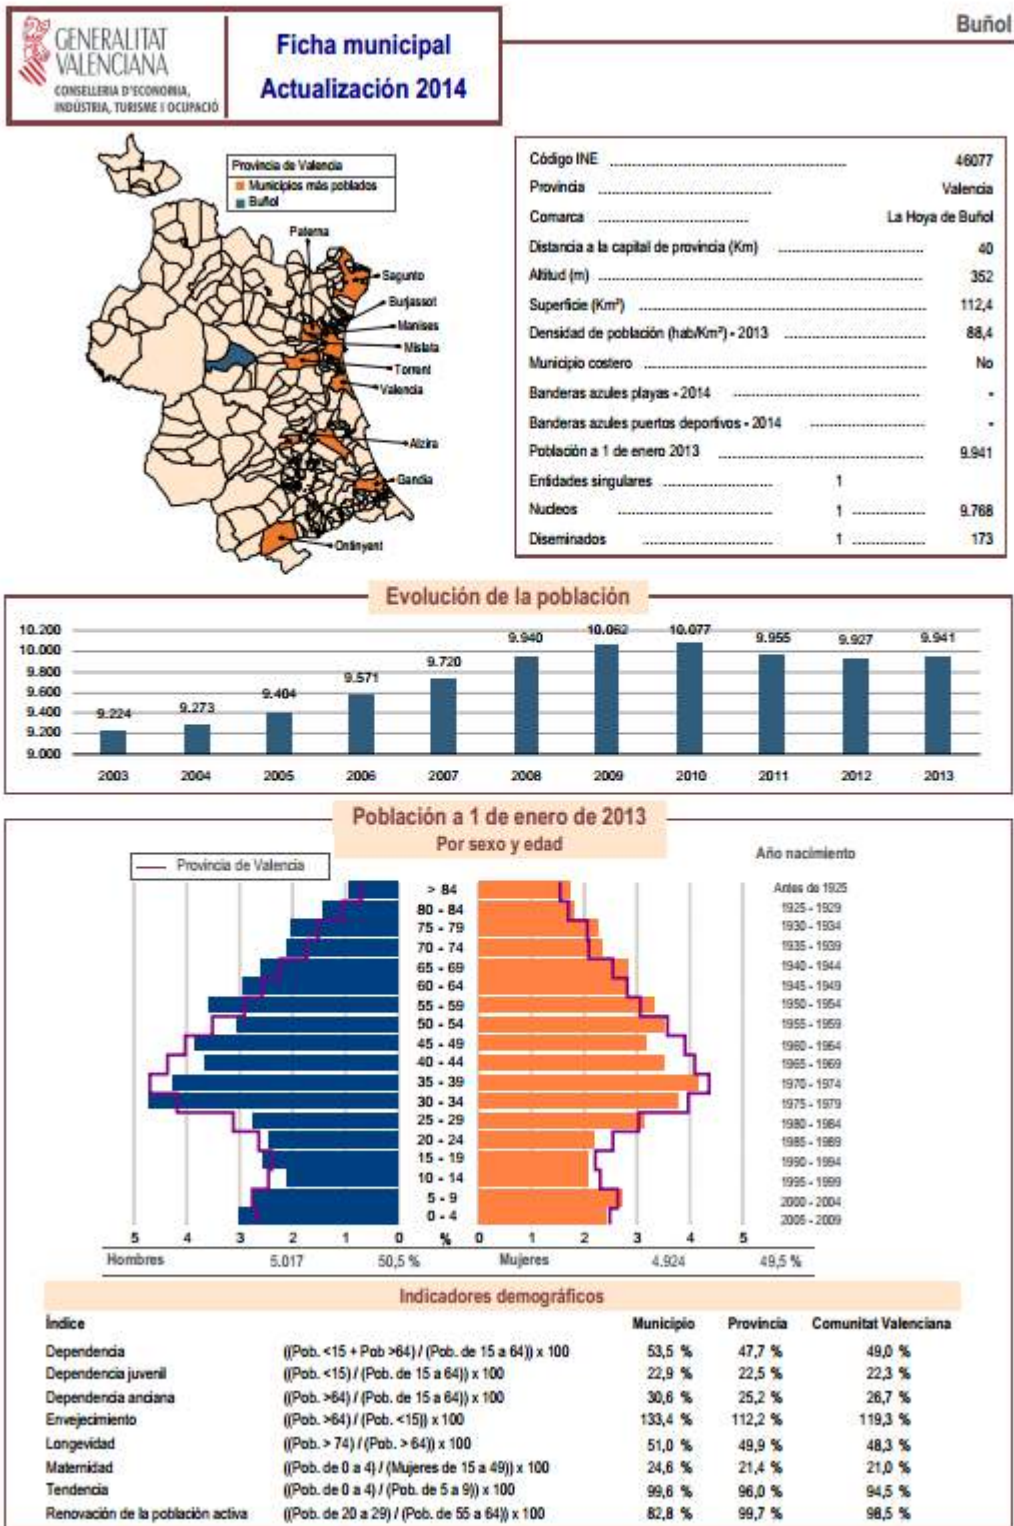 Buñol
GENERALITAT
VALENCIANA
CONSELLERIA D'ECONOMIA,
INDÚSTRIA, TURISME I OCUPACIÓ
Ficha municipal
Actualización 2014
Provincia de Valencia
Municipios más poblados
Buñol
Paterna
Sagunto
Burjassot
Manises
Mislata
Torrent
Valencia
Alzira
Gandia
Ontinyent
Código INE 46077
Provincia Valencia
Comarca La Hoya de Buñol
Distancia a la capital de provincia (Km) 40
Altitud (m) 352
Superficie (Km²) 112,4
Densidad de población (hab/Km²) - 2013 88,4
Municipio costero No
Banderas azules playas - 2014 -
Banderas azules puertos deportivos - 2014 -
Población a 1 de enero 2013 9.941
Entidades singulares 1
Nucleos 1 9.768
Diseminados 1 173
Evolución de la población
10.200
10.000
9.800
9.600
9.400
9.200
9.000
9.224 9.273 9.404 9.571 9.720 9.940 10.062 10.077 9.955 9.927 9.941
2003 2004 2005 2006 2007 2008 2009 2010 2011 2012 2013
Población a 1 de enero de 2013
Por sexo y edad
Provincia de Valencia
Año nacimiento
> 84 Antes de 1925
80 - 84 1925 - 1929
75 - 79 1930 - 1934
70 - 74 1935 - 1939
65 - 69 1940 - 1944
60 - 64 1945 - 1949
55 - 59 1950 - 1954
50 - 54 1955 - 1959
45 - 49 1960 - 1964
40 - 44 1965 - 1969
35 - 39 1970 - 1974
30 - 34 1975 - 1979
25 - 29 1980 - 1984
20 - 24 1985 - 1989
15 - 19 1990 - 1994
10 - 14 1995 - 1999
5 - 9 2000 - 2004
0 - 4 2005 - 2009
5 4 3 2 1 0 % 0 1 2 3 4 5
Hombres 5.017 50,5 % Mujeres 4.924 49,5 %
Indicadores demográficos
Índice Municipio Provincia Comunitat Valenciana
Dependencia ((Pob. <15 + Pob >64) / (Pob. de 15 a 64)) x 100 53,5 % 47,7 % 49,0 %
Dependencia juvenil ((Pob. <15) / (Pob. de 15 a 64)) x 100 22,9 % 22,5 % 22,3 %
Dependencia anciana ((Pob. >64) / (Pob. de 15 a 64)) x 100 30,6 % 25,2 % 26,7 %
Envejecimiento ((Pob. >64) / (Pob. <15)) x 100 133,4 % 112,2 % 119,3 %
Longevidad ((Pob. > 74) / (Pob. > 64)) x 100 51,0 % 49,9 % 48,3 %
Maternidad ((Pob. de 0 a 4) / (Mujeres de 15 a 49)) x 100 24,6 % 21,4 % 21,0 %
Tendencia ((Pob. de 0 a 4) / (Pob. de 5 a 9)) x 100 99,6 % 96,0 % 94,5 %
Renovación de la población activa ((Pob. de 20 a 29) / (Pob. de 55 a 64)) x 100 82,8 % 99,7 % 98,5 %